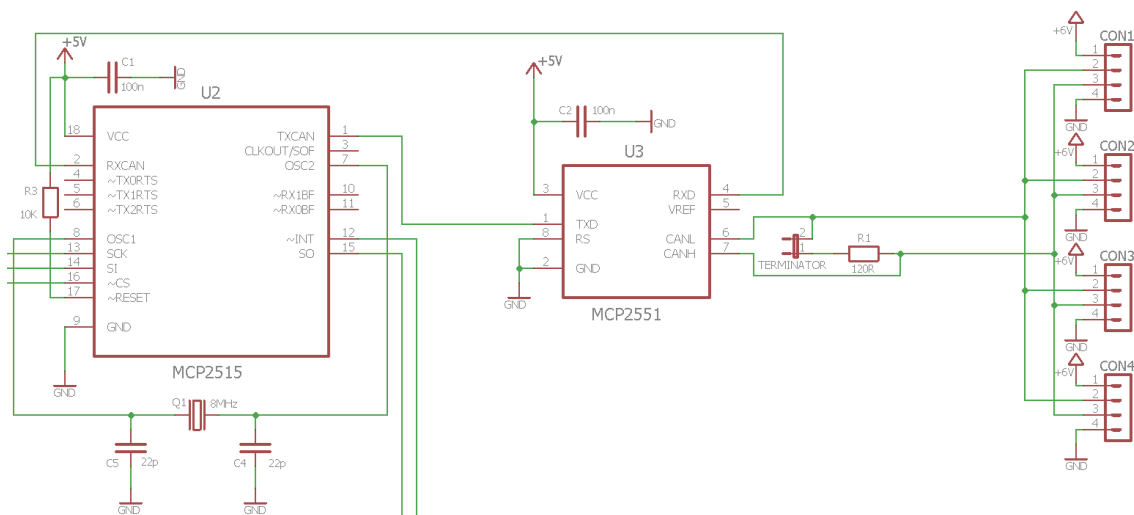 +5V
C1
100n
GND
U2
18 VCC
2 RXCAN
4 ~TX0RTS
5 ~TX1RTS
6 ~TX2RTS
8 OSC1
13 SCK
14 SI
16 ~CS
17 ~RESET
9 GND
TXCAN 1
CLKOUT/SOF 3
OSC2 7
~RX1BF 10
~RX0BF 11
~INT 12
SO 15
MCP2515
R3
10K
GND
Q1 8MHz
C5 22p
C4 22p
GND
GND
+5V
C2 100n
GND
U3
3 VCC
1 TXD
8 RS
2 GND
RXD 4
VREF 5
CANL 6
CANH 7
MCP2551
GND
2
1
TERMINATOR
R1
120R
+6V
CON1
1
2
3
4
GND
+6V
CON2
1
2
3
4
GND
+6V
CON3
1
2
3
4
GND
+6V
CON4
1
2
3
4
GND